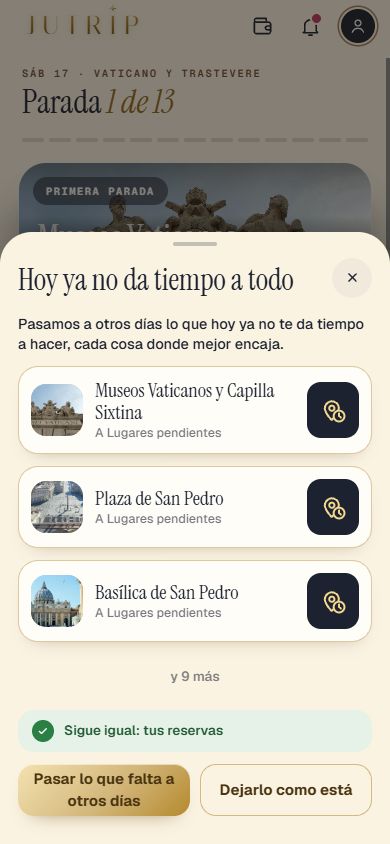 JUTRIP
SÁB 17 · VATICANO Y TRASTEVERE
Parada 1 de 13
PRIMERA PARADA
Hoy ya no da tiempo a todo
Pasamos a otros días lo que hoy ya no te da tiempo
a hacer, cada cosa donde mejor encaja.
Museos Vaticanos y Capilla
Sixtina
A Lugares pendientes
Plaza de San Pedro
A Lugares pendientes
Basílica de San Pedro
A Lugares pendientes
y 9 más
Sigue igual: tus reservas
Pasar lo que falta a
otros días
Dejarlo como está